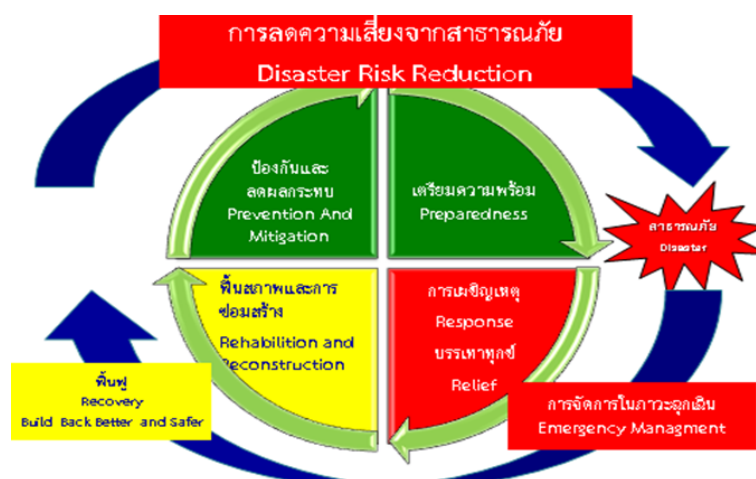 การลดความเสี่ยงจากสาธารณภัย
Disaster Risk Reduction
ป้องกันและ
ลดผลกระทบ
Prevention And
Mitigation
เตรียมความพร้อม
Preparedness
สาธารณภัย
Disaster
ฟื้นสภาพและการ
ซ่อมสร้าง
Rehabilition and
Reconstruction
การเผชิญเหตุ
Response
บรรเทาทุกข์
Relief
ฟื้นฟู
Recovery
Build Back Better and Safer
การจัดการในภาวะฉุกเฉิน
Emergency Managment